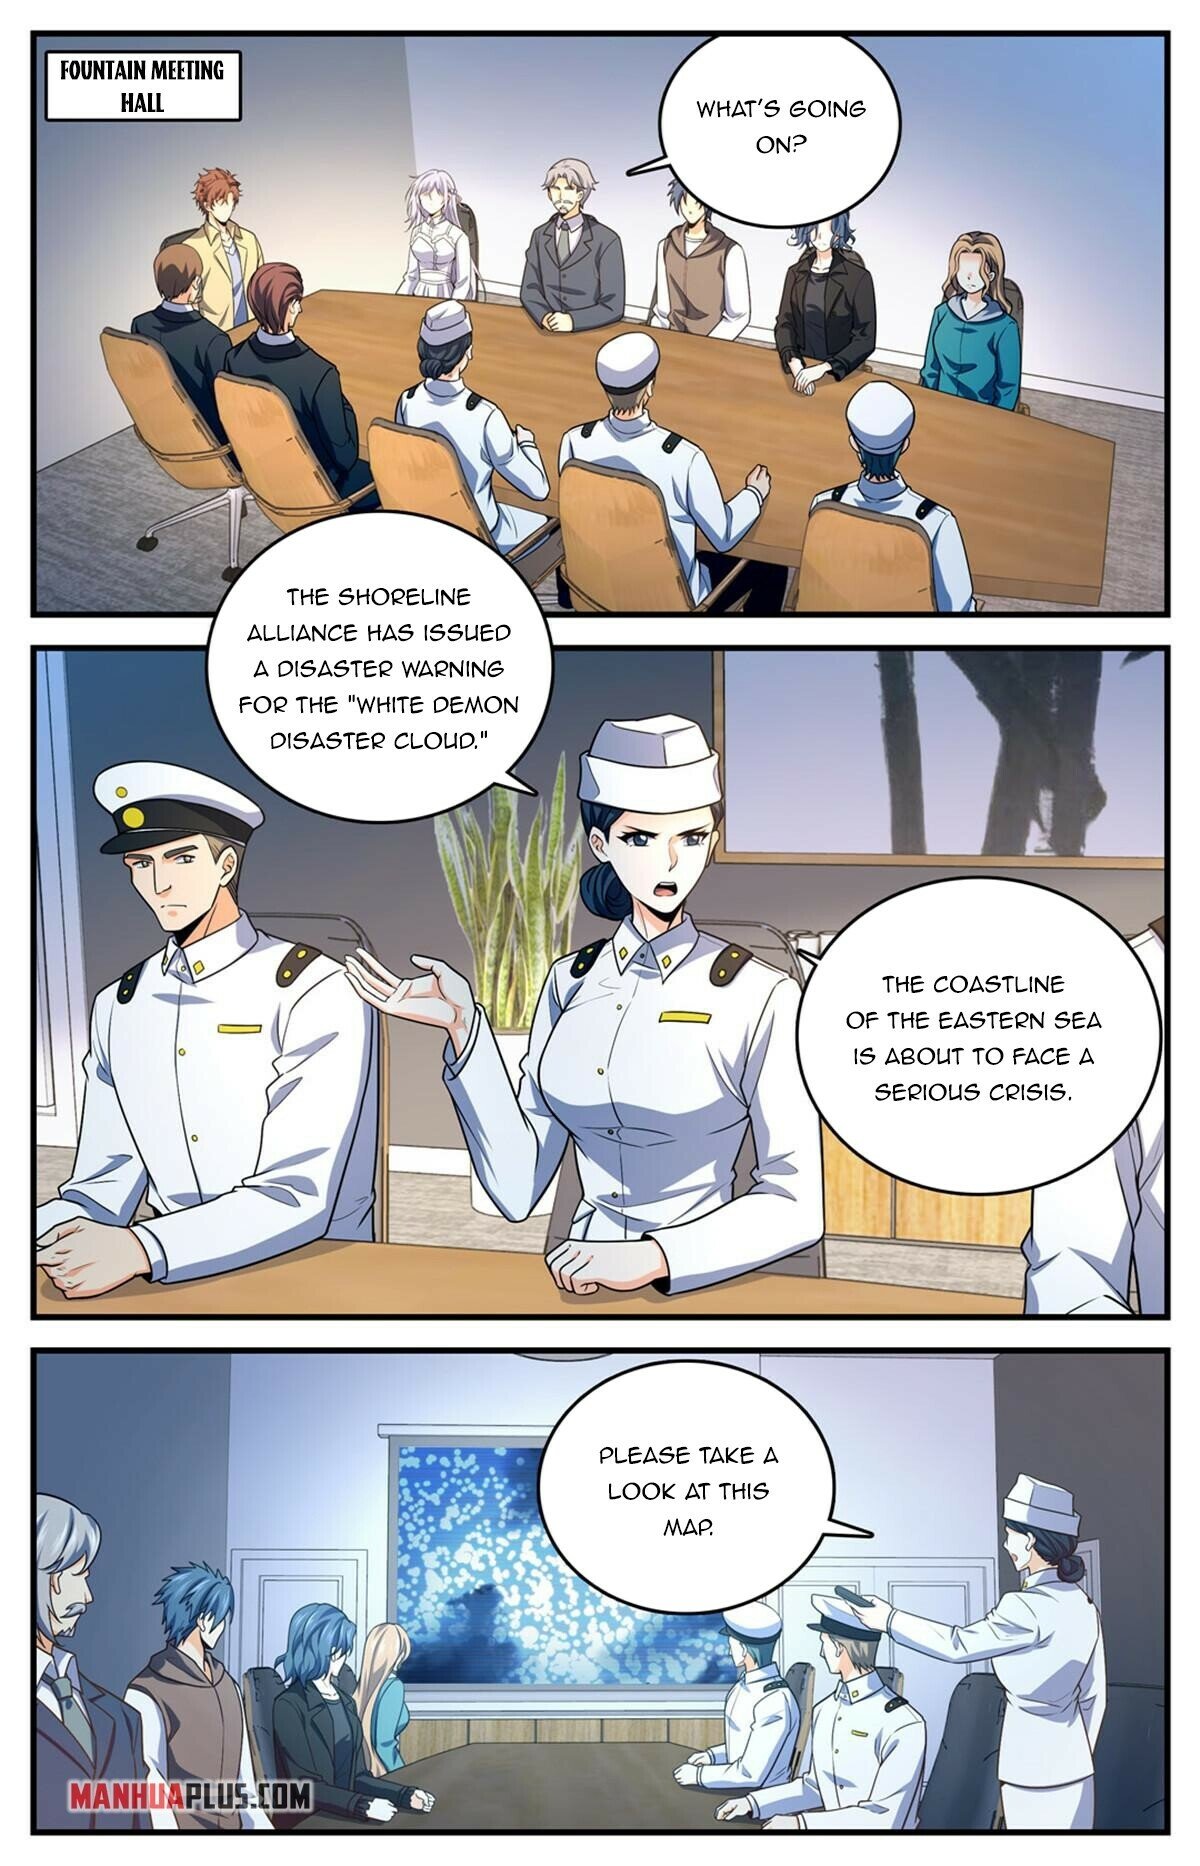 FOUNTAIN MEETING
HALL
WHAT'S GOING
ON?
THE SHORELINE
ALLIANCE HAS ISSUED
A DISASTER WARNING
FOR THE "WHITE DEMON
DISASTER CLOUD."
THE COASTLINE
OF THE EASTERN SEA
IS ABOUT TO FACE A
SERIOUS CRISIS.
PLEASE TAKE A
LOOK AT THIS
MAP.
MANHUAPLUS.COM